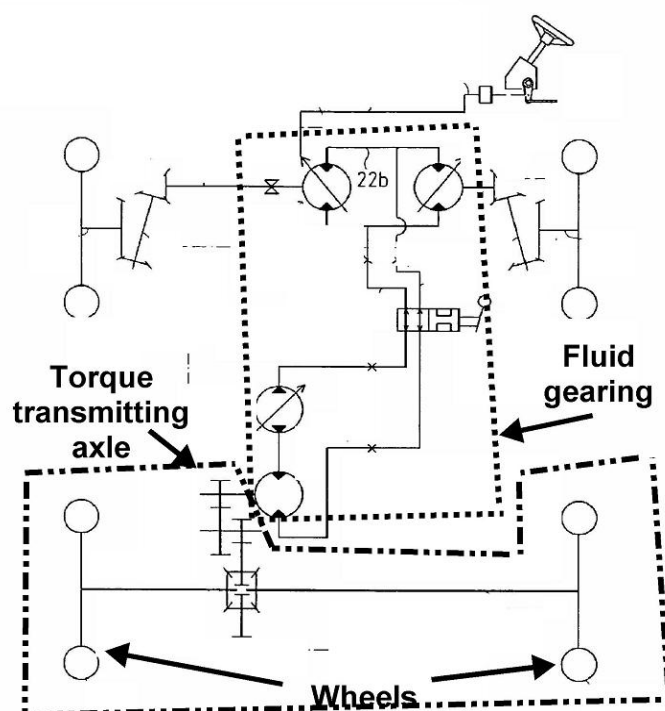 22b
Fluid
gearing
Torque
transmitting
axle
Wheels